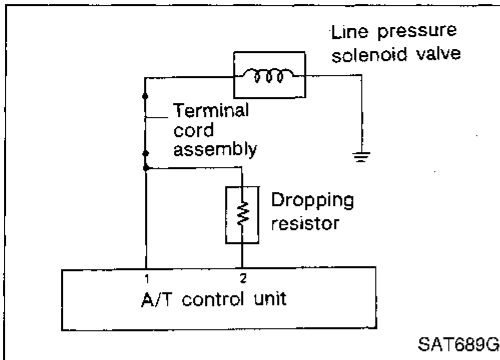 Line pressure
solenoid valve
Terminal
cord
assembly
Dropping
resistor
1
2
A/T control unit
SAT689G